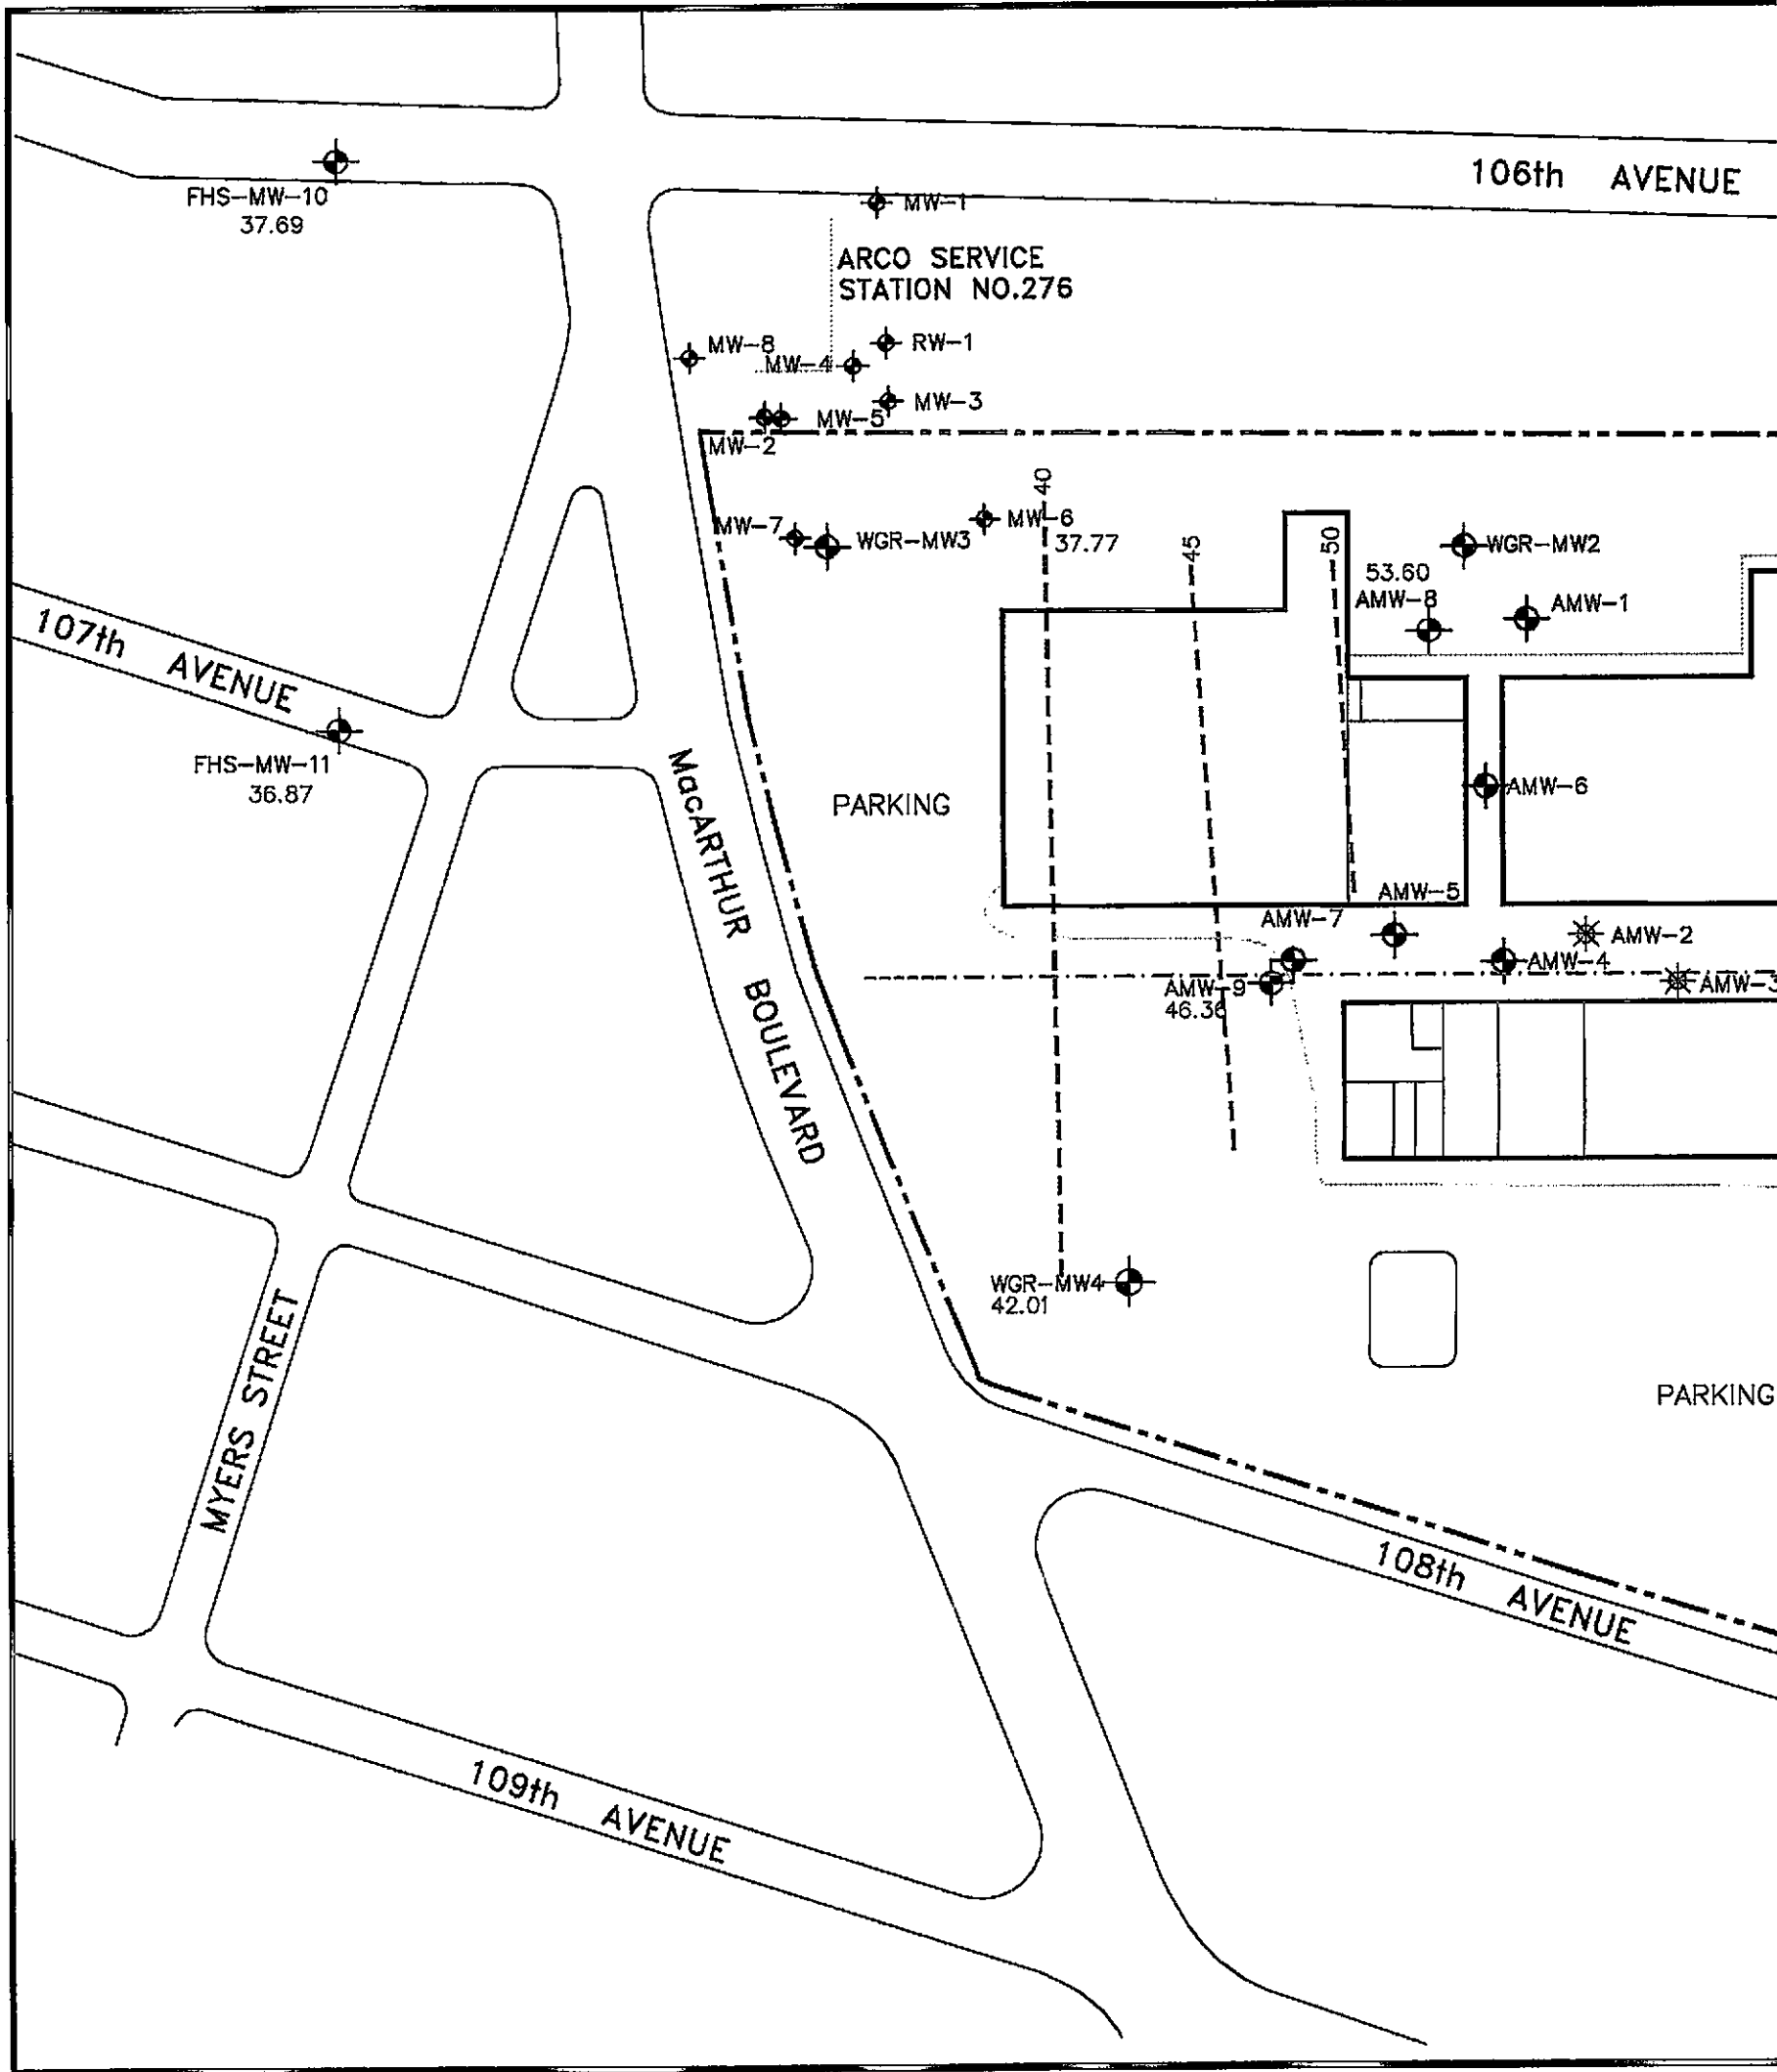 106th AVENUE
FHS-MW-10
37.69
MW-1
ARCO SERVICE
STATION NO.276
MW-8
RW-1
MW-4
MW-3
MW-5
MW-2
40
MW-7
WGR-MW3
MW-6
37.77
45
50
WGR-MW2
53.60
AMW-8
AMW-1
107th AVENUE
FHS-MW-11
36.87
MacARTHUR BOULEVARD
PARKING
AMW-6
AMW-5
AMW-7
AMW-2
AMW-4
AMW-9
46.36
AMW-3
WGR-MW4
42.01
MYERS STREET
PARKING
108th AVENUE
109th AVENUE